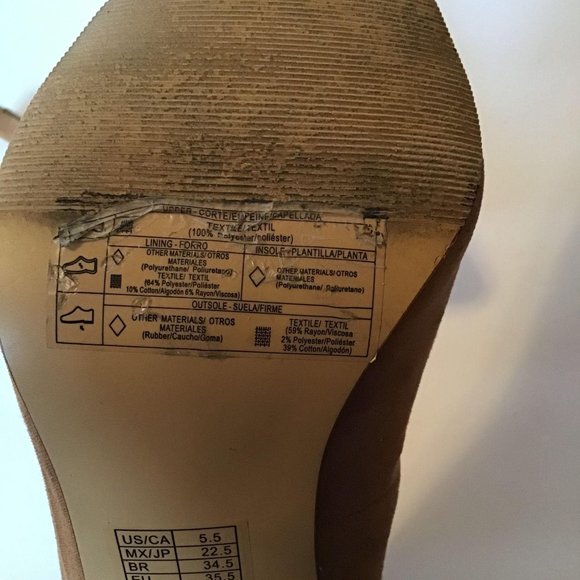 UPPER - CORTE/EMPEINE/CAPELLADA
TEXTILE/TEXTIL
(100% Polyester/poliéster)
LINING - FORRO
OTHER MATERIALS/ OTROS
MATERIALES
(Polyurethane/ Poliuretano)
TEXTILE/ TEXTIL
(84% Polyester/Poliéster
10% Cotton/Algodón 6% Rayon/Viscosa)
INSOLE - PLANTILLA/PLANTA
OTHER MATERIALS/ OTROS
MATERIALES
(Polyurethane/ Poliuretano)
OUTSOLE - SUELA/FIRME
OTHER MATERIALS/ OTROS
MATERIALES
(Rubber/Caucho/Goma)
TEXTILE/ TEXTIL
(59% Rayon/Viscosa
2% Polyester/Poliéster
39% Cotton/Algodón)
US/CA 5.5
MX/JP 22.5
BR 34.5
EU 35.5